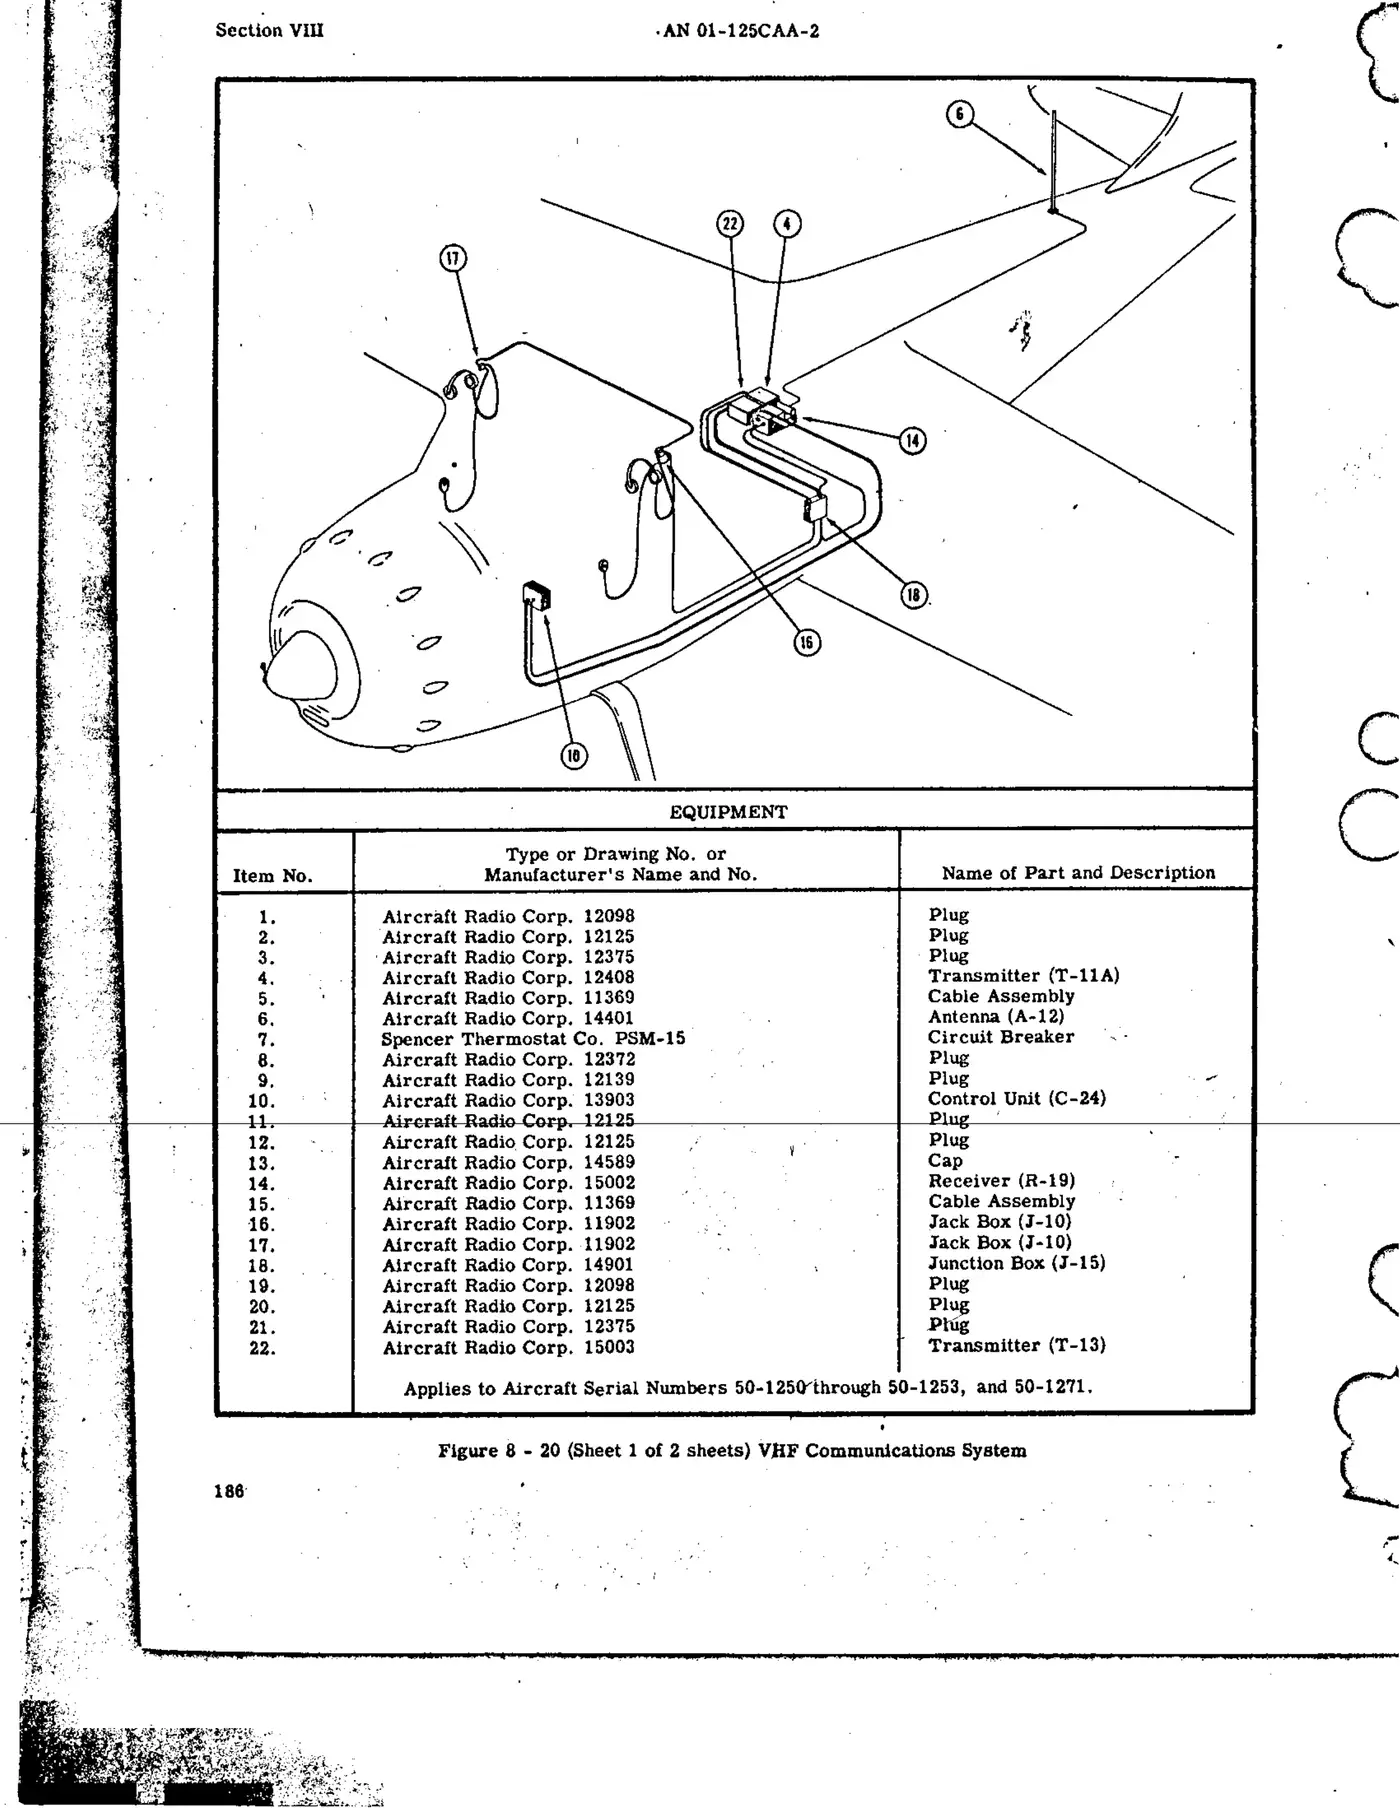 Section VIII
AN 01-125CAA-2
6
22
4
17
14
18
16
10
EQUIPMENT
Item No.
Type or Drawing No. or
Manufacturer's Name and No.
Name of Part and Description
1. Aircraft Radio Corp. 12098 Plug
2. Aircraft Radio Corp. 12125 Plug
3. Aircraft Radio Corp. 12375 Plug
4. Aircraft Radio Corp. 12408 Transmitter (T-11A)
5. Aircraft Radio Corp. 11369 Cable Assembly
6. Aircraft Radio Corp. 14401 Antenna (A-12)
7. Spencer Thermostat Co. PSM-15 Circuit Breaker
8. Aircraft Radio Corp. 12372 Plug
9. Aircraft Radio Corp. 12139 Plug
10. Aircraft Radio Corp. 13903 Control Unit (C-24)
11. Aircraft Radio Corp. 12125 Plug
12. Aircraft Radio Corp. 12125 Plug
13. Aircraft Radio Corp. 14589 Cap
14. Aircraft Radio Corp. 15002 Receiver (R-19)
15. Aircraft Radio Corp. 11369 Cable Assembly
16. Aircraft Radio Corp. 11902 Jack Box (J-10)
17. Aircraft Radio Corp. 11902 Jack Box (J-10)
18. Aircraft Radio Corp. 14901 Junction Box (J-15)
19. Aircraft Radio Corp. 12098 Plug
20. Aircraft Radio Corp. 12125 Plug
21. Aircraft Radio Corp. 12375 Plug
22. Aircraft Radio Corp. 15003 Transmitter (T-13)
Applies to Aircraft Serial Numbers 50-1250 through 50-1253, and 50-1271.
Figure 8 - 20 (Sheet 1 of 2 sheets) VHF Communications System
186